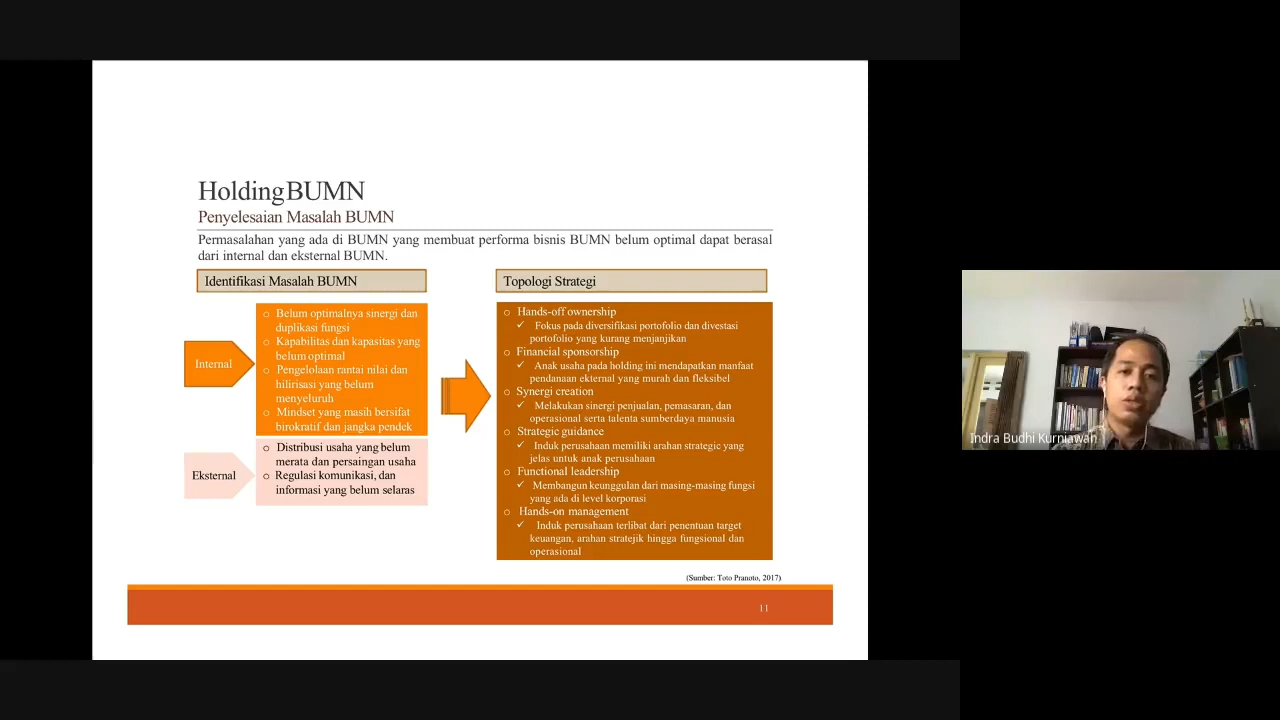 HoldingBUMN
Penyelesaian Masalah BUMN
Permasalahan yang ada di BUMN yang membuat performa bisnis BUMN belum optimal dapat berasal
dari internal dan eksternal BUMN.
Identifikasi Masalah BUMN
Internal
o Belum optimalnya sinergi dan
duplikasi fungsi
o Kapabilitas dan kapasitas yang
belum optimal
o Pengelolaan rantai nilai dan
hilirisasi yang belum
menyeluruh
o Mindset yang masih bersifat
birokratif dan jangka pendek
Eksternal
o Distribusi usaha yang belum
merata dan persaingan usaha
o Regulasi komunikasi, dan
informasi yang belum selaras
Topologi Strategi
o Hands-off ownership
✓ Fokus pada diversifikasi portofolio dan divestasi
portofolio yang kurang menjanjikan
o Financial sponsorship
✓ Anak usaha pada holding ini mendapatkan manfaat
pendanaan ekternal yang murah dan fleksibel
o Synergi creation
✓ Melakukan sinergi penjualan, pemasaran, dan
operasional serta talenta sumberdaya manusia
o Strategic guidance
✓ Induk perusahaan memiliki arahan strategic yang
jelas untuk anak perusahaan
o Functional leadership
✓ Membangun keunggulan dari masing-masing fungsi
yang ada di level korporasi
o Hands-on management
✓ Induk perusahaan terlibat dari penentuan target
keuangan, arahan stratejik hingga fungsional dan
operasional
(Sumber: Toto Pranoto, 2017)
11
Indra Budhi Kurniawan